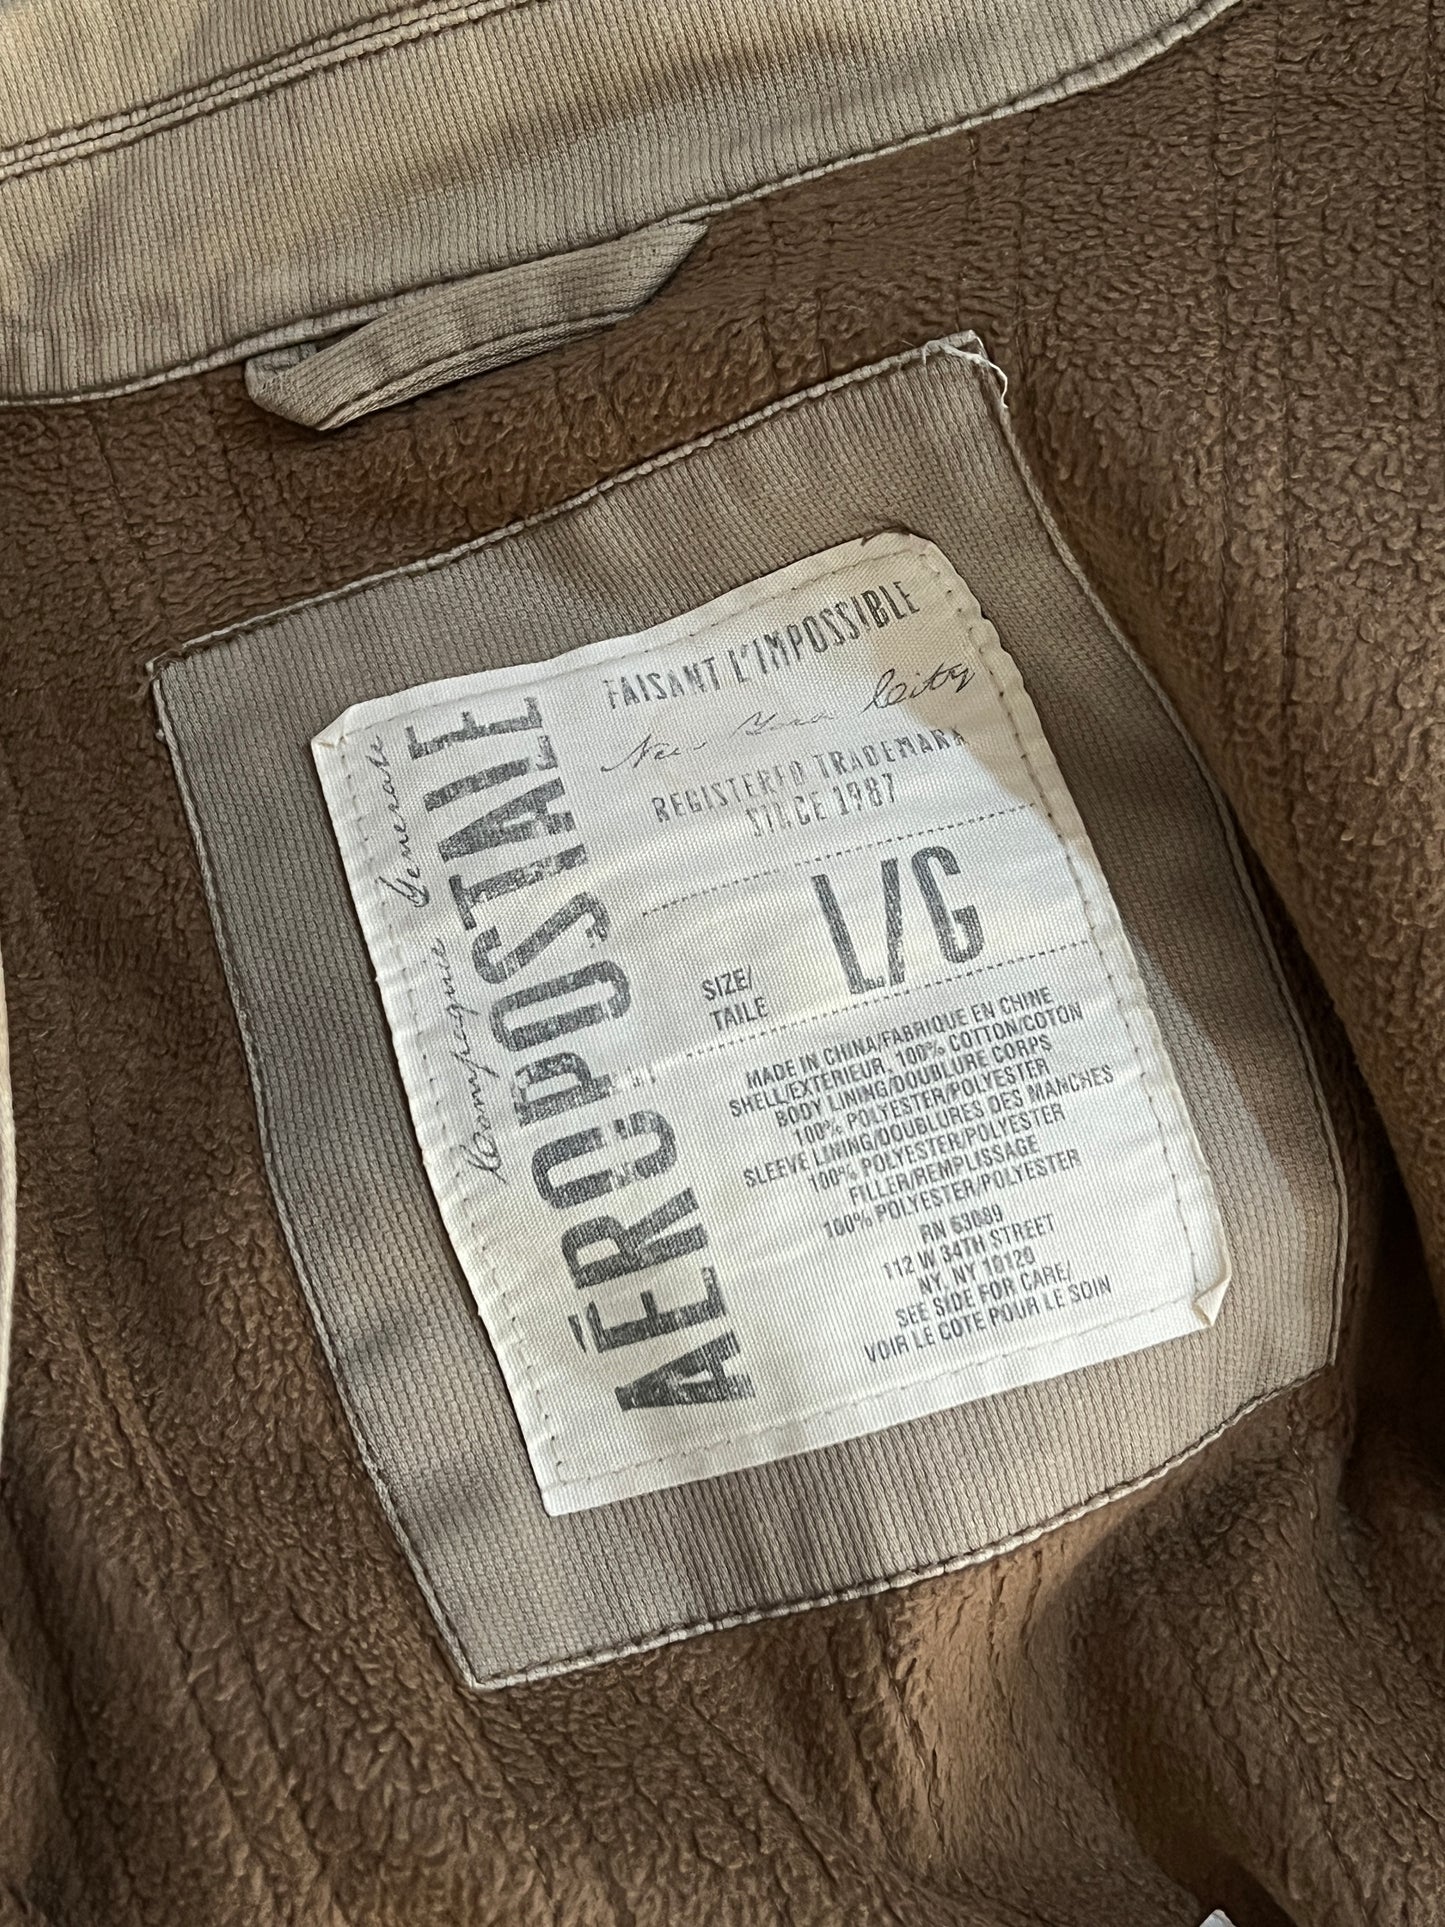 Compagnie Generale
AÉROPOSTALE
FAISANT L'IMPOSSIBLE
New York City
REGISTERED TRADEMARK
SINCE 1987
SIZE/
TAILE
L/G
MADE IN CHINA/FABRIQUE EN CHINE
SHELL/EXTERIEUR, 100% COTTON/COTON
BODY LINING/DOUBLURE CORPS
100% POLYESTER/POLYESTER
SLEEVE LINING/DOUBLURES DES MANCHES
100% POLYESTER/POLYESTER
FILLER/REMPLISSAGE
100% POLYESTER/POLYESTER
RN 63089
112 W 34TH STREET
NY. NY 10120
SEE SIDE FOR CARE/
VOIR LE COTE POUR LE SOIN